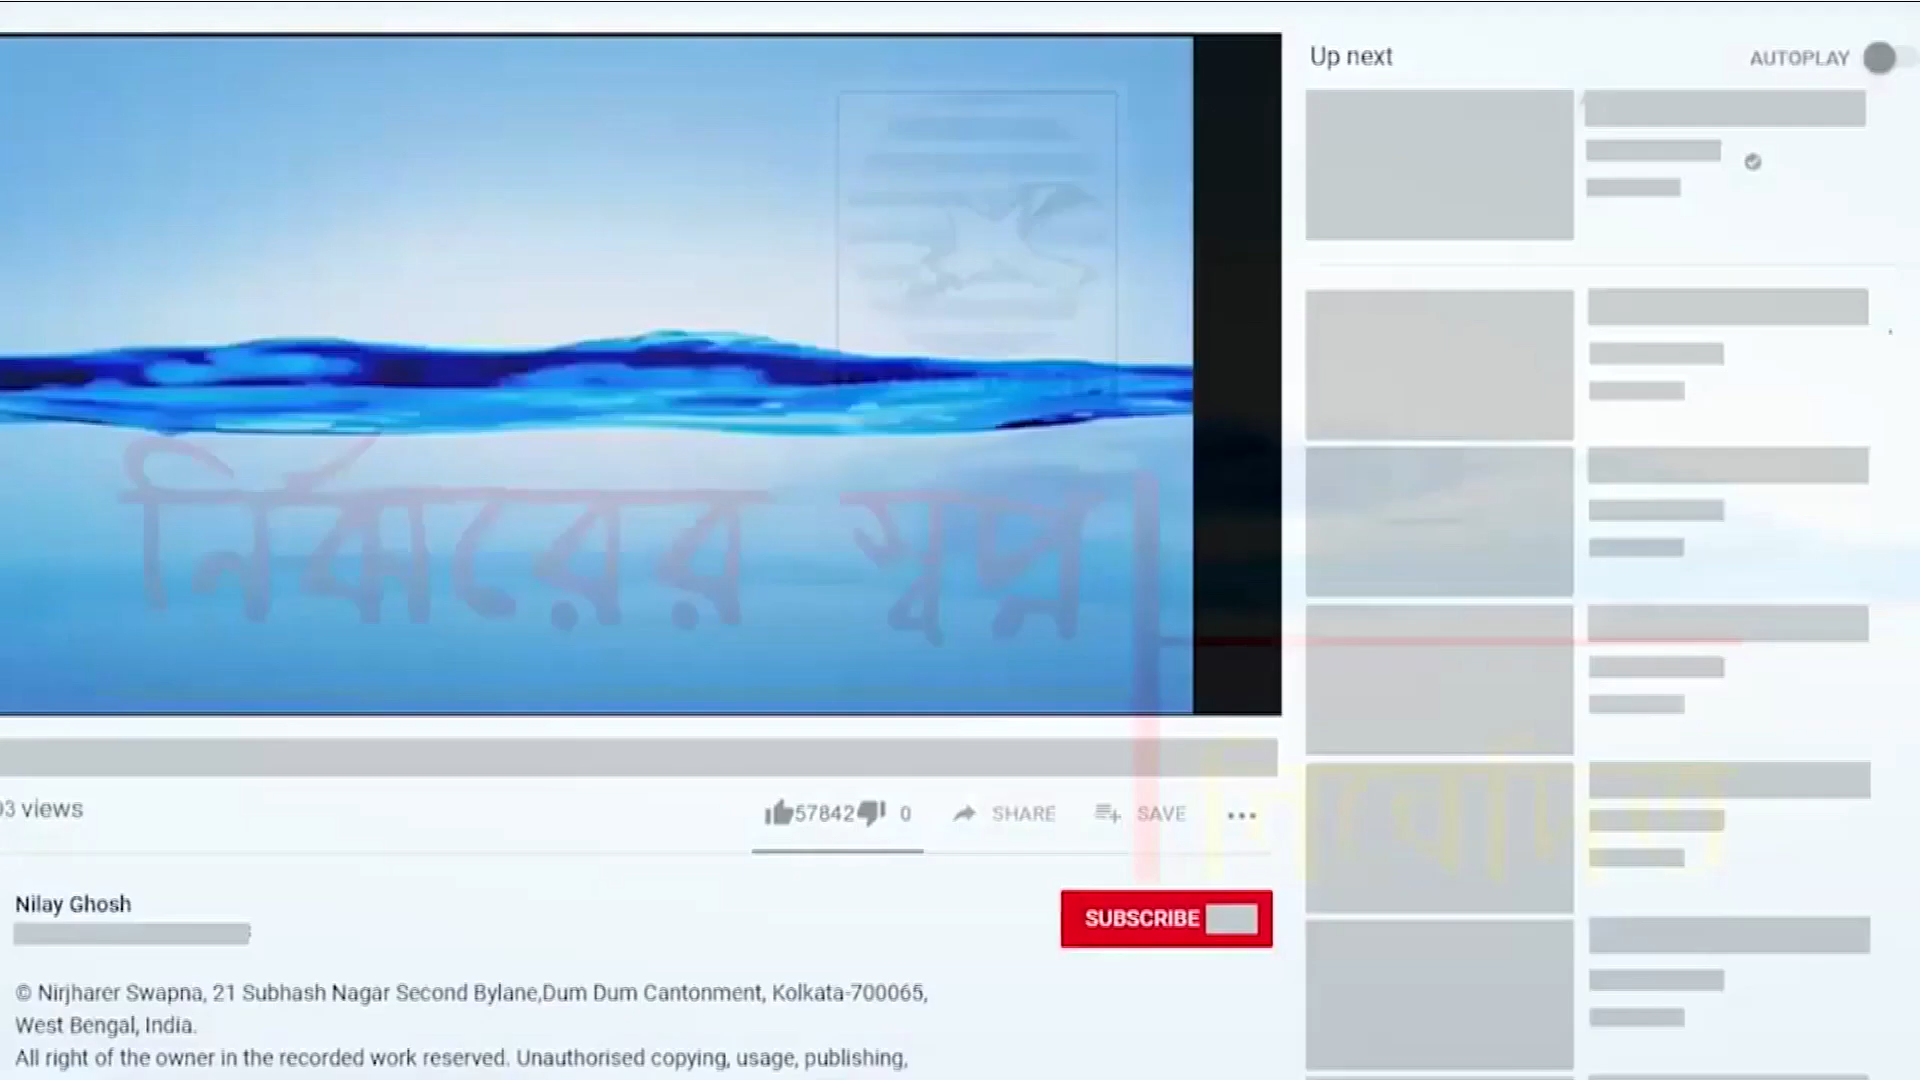 Up next
AUTOPLAY
নির্ঝরের স্বপ্ন
নিবেদিত
93 views
57842 0 SHARE SAVE
Nilay Ghosh
SUBSCRIBE
© Nirjharer Swapna, 21 Subhash Nagar Second Bylane,Dum Dum Cantonment, Kolkata-700065,
West Bengal, India.
All right of the owner in the recorded work reserved. Unauthorised copying, usage, publishing,